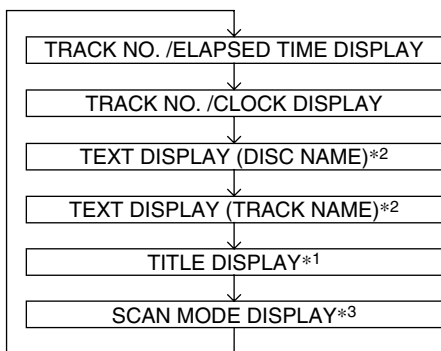 TRACK NO. /ELAPSED TIME DISPLAY
TRACK NO. /CLOCK DISPLAY
TEXT DISPLAY (DISC NAME)*2
TEXT DISPLAY (TRACK NAME)*2
TITLE DISPLAY*1
SCAN MODE DISPLAY*3